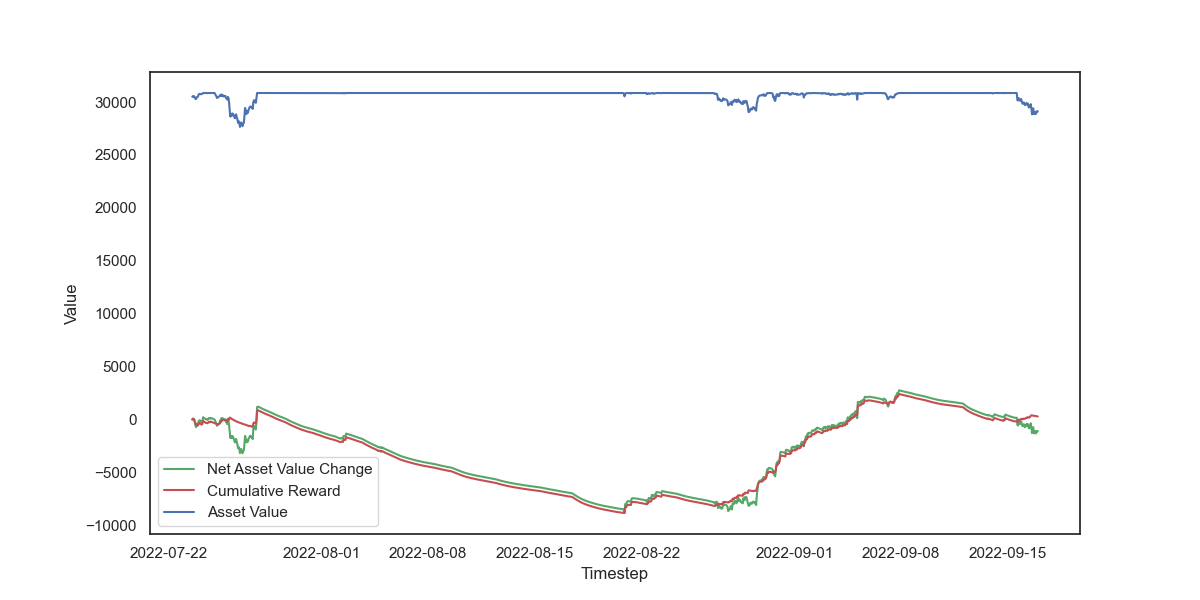 30000
25000
20000
15000
10000
5000
0
−5000
−10000
Value
Net Asset Value Change
Cumulative Reward
Asset Value
2022-07-22 2022-08-01 2022-08-08 2022-08-15 2022-08-22 2022-09-01 2022-09-08 2022-09-15
Timestep